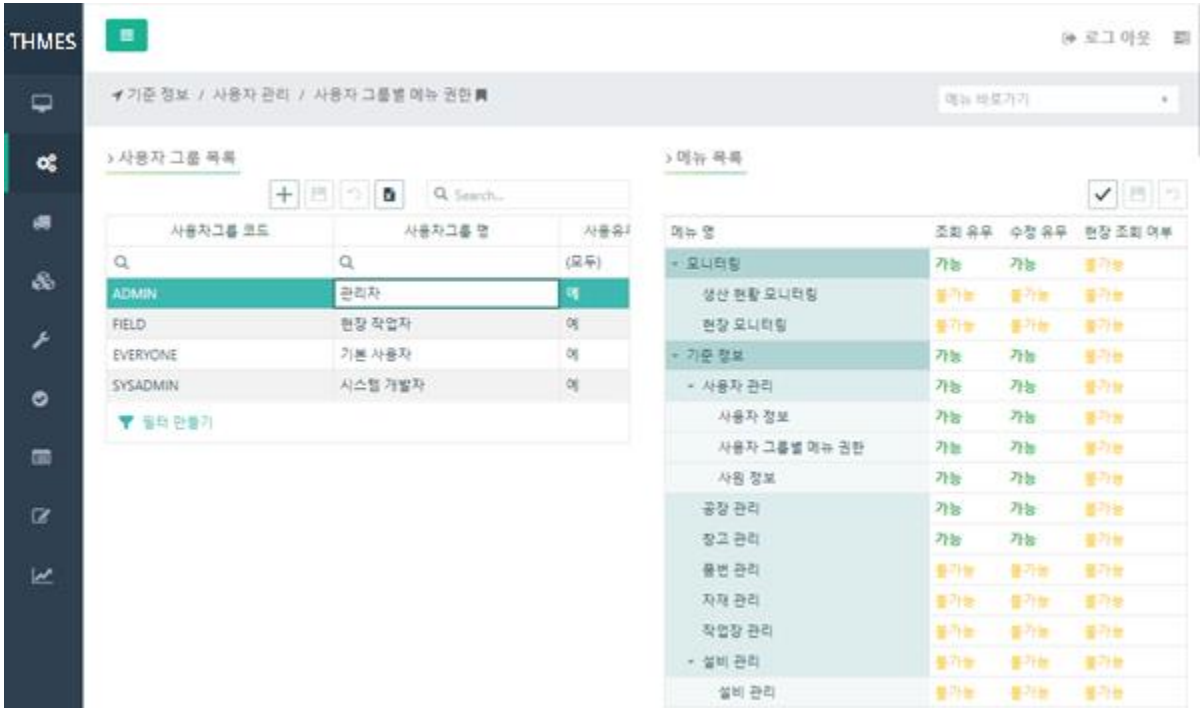 THMES
로그 아웃
기준 정보 / 사용자 관리 / 사용자 그룹별 메뉴 권한
메뉴 바로가기
사용자 그룹 목록
Search...
사용자그룹 코드 사용자그룹 명 사용유무
(모두)
ADMIN 관리자 예
FIELD 현장 작업자 예
EVERYONE 기본 사용자 예
SYSADMIN 시스템 개발자 예
필터 만들기
메뉴 목록
메뉴 명 조회 유무 수정 유무 현장 조회 여부
모니터링 가능 가능 불가능
생산 현황 모니터링 불가능 불가능 불가능
현장 모니터링 불가능 불가능 불가능
기준 정보 가능 가능 불가능
사용자 관리 가능 가능 불가능
사용자 정보 가능 가능 불가능
사용자 그룹별 메뉴 권한 가능 가능 불가능
사원 정보 가능 가능 불가능
공장 관리 가능 가능 불가능
창고 관리 가능 가능 불가능
품번 관리 불가능 불가능 불가능
자재 관리 불가능 불가능 불가능
작업장 관리 불가능 불가능 불가능
설비 관리 불가능 불가능 불가능
설비 관리 불가능 불가능 불가능